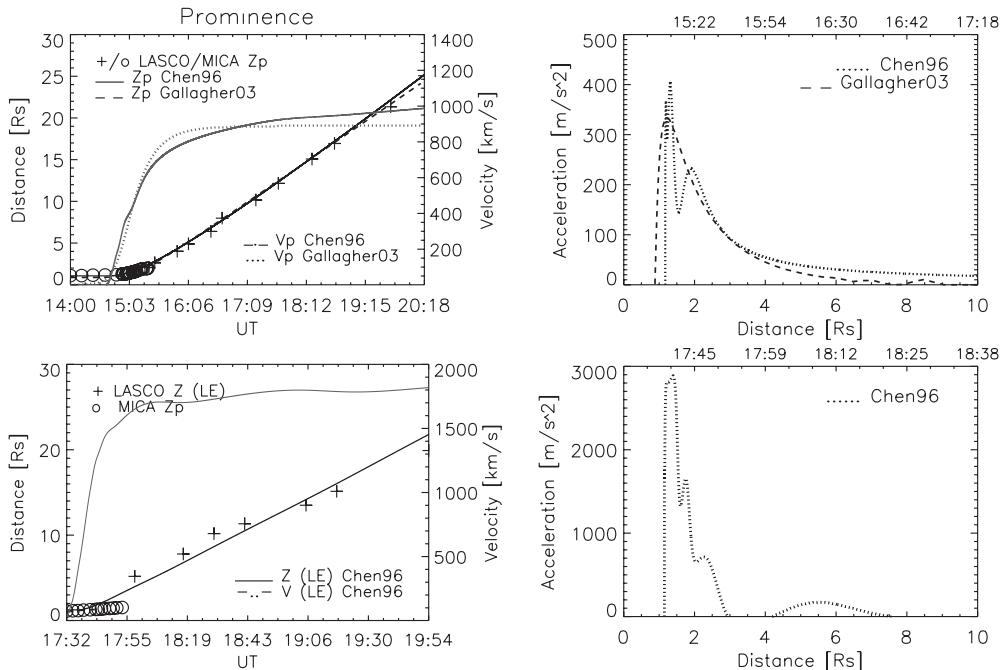 Prominence
+/o LASCO/MICA Zp
Zp Chen96
Zp Gallagher03
Vp Chen96
Vp Gallagher03
Distance [Rs]
30
25
20
15
10
5
0
Velocity [km/s]
1400
1200
1000
800
600
400
200
14:00 15:03 16:06 17:09 18:12 19:15 20:18
UT
15:22 15:54 16:30 16:42 17:18
Chen96
Gallagher03
Acceleration [m/s^2]
500
400
300
200
100
0
0 2 4 6 8 10
Distance [Rs]
+ LASCO Z (LE)
o MICA Zp
Z (LE) Chen96
V (LE) Chen96
Distance [Rs]
30
20
10
0
Velocity [km/s]
2000
1500
1000
500
17:32 17:55 18:19 18:43 19:06 19:30 19:54
UT
17:45 17:59 18:12 18:25 18:38
Chen96
Acceleration [m/s^2]
3000
2000
1000
0
0 2 4 6 8 10
Distance [Rs]